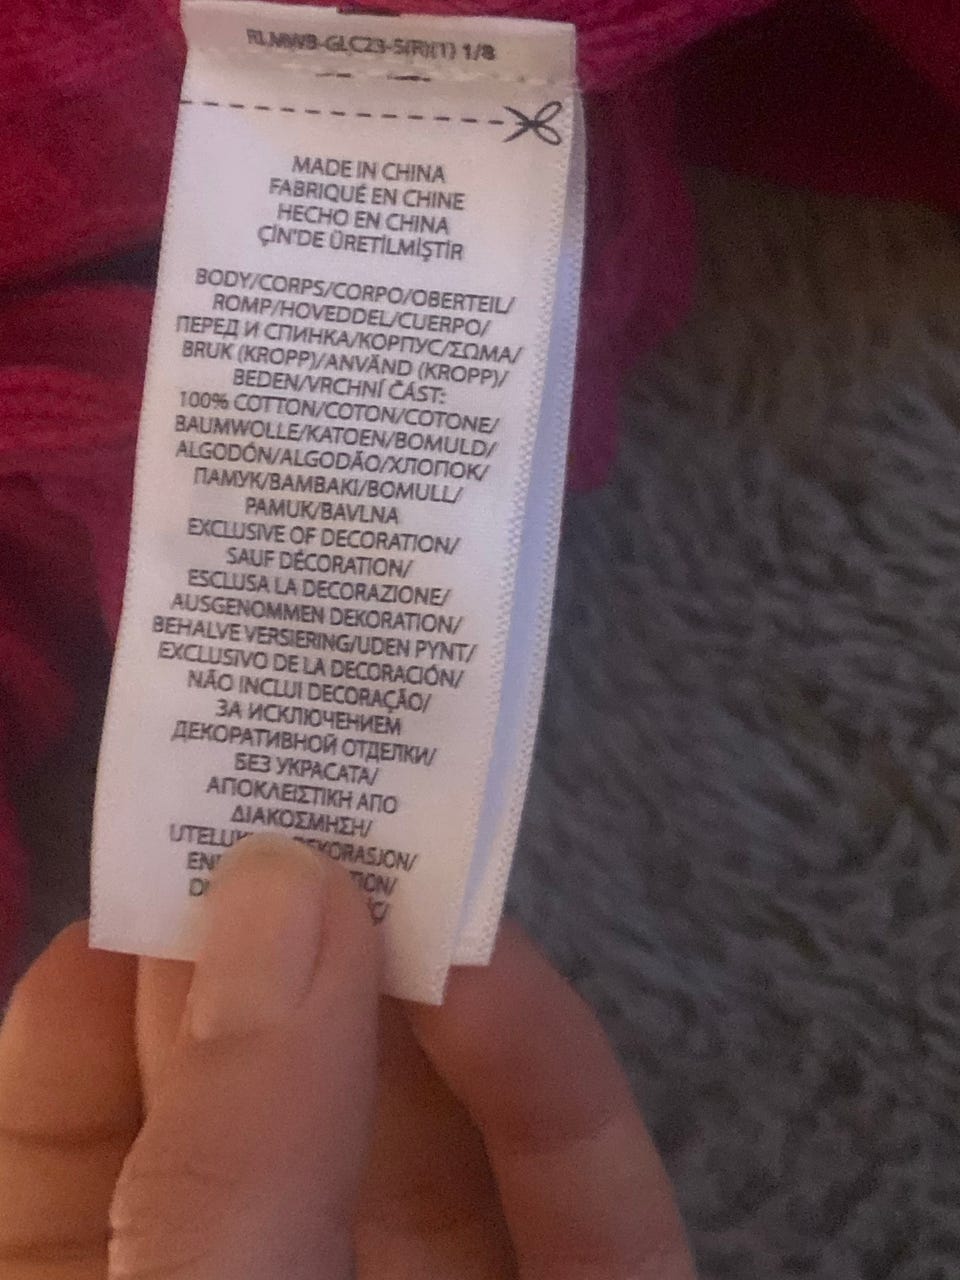 RLMWB-GLC23-S(R)(1) 1/8
MADE IN CHINA
FABRIQUÉ EN CHINE
HECHO EN CHINA
ÇİN'DE ÜRETİLMİŞTİR
BODY/CORPS/CORPO/OBERTEIL/
ROMP/HOVEDDEL/CUERPO/
ПЕРЕД И СПИНКА/КОРПУС/ΣΩΜΑ/
BRUK (KROPP)/ANVÄND (KROPP)/
BEDEN/VRCHNÍ ČÁST:
100% COTTON/COTON/COTONE/
BAUMWOLLE/KATOEN/BOMULD/
ALGODÓN/ALGODÃO/ХЛОПОК/
ПАМУК/ΒΑΜΒΑΚΙ/BOMULL/
PAMUK/BAVLNA
EXCLUSIVE OF DECORATION/
SAUF DÉCORATION/
ESCLUSA LA DECORAZIONE/
AUSGENOMMEN DEKORATION/
BEHALVE VERSIERING/UDEN PYNT/
EXCLUSIVO DE LA DECORACIÓN/
NÃO INCLUI DECORAÇÃO/
ЗА ИСКЛЮЧЕНИЕМ
ДЕКОРАТИВНОЙ ОТДЕЛКИ/
БЕЗ УКРАСАТА/
ΑΠΟΚΛΕΙΣΤΙΚΗ ΑΠΟ
ΔΙΑΚΟΣΜΗΣΗ/